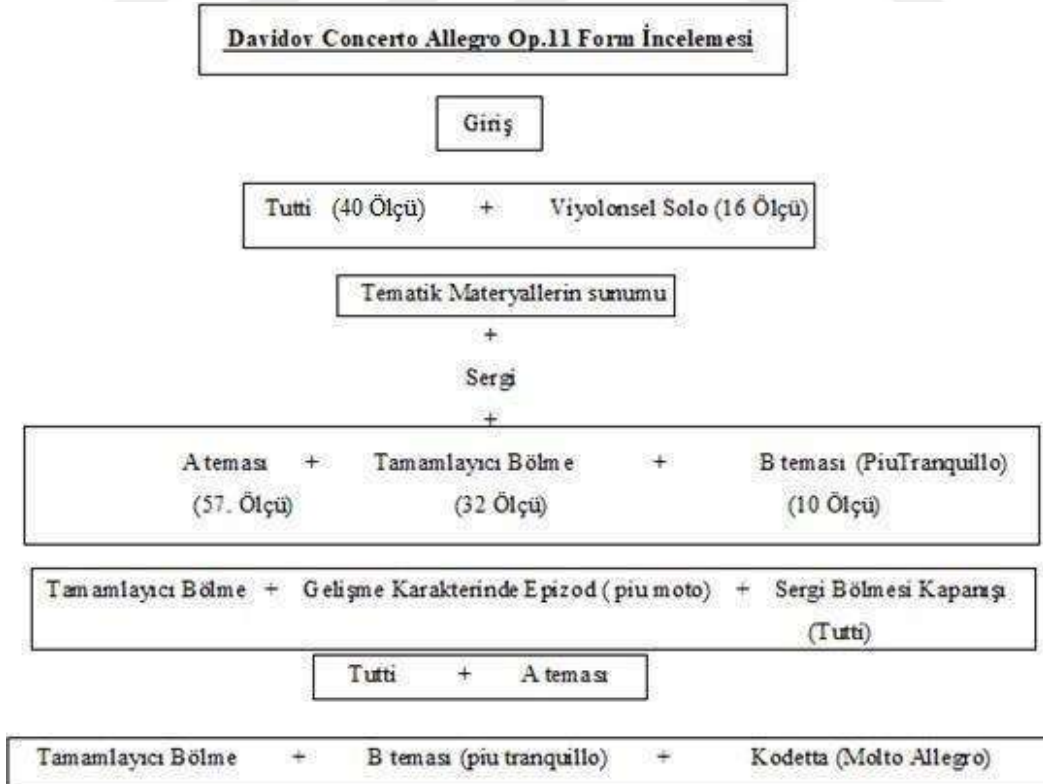 Davidov Concerto Allegro Op.11 Form İncelemesi
Giriş
Tutti (40 Ölçü) + Viyolonsel Solo (16 Ölçü)
Tematik Materyallerin sunumu
+
Sergi
+
A teması + Tamamlayıcı Bölme + B teması (PiuTranquillo)
(57. Ölçü) (32 Ölçü) (10 Ölçü)
Tamamlayıcı Bölme + Gelişme Karakterinde Epizod ( piu moto) + Sergi Bölmesi Kapanışı
(Tutti)
Tutti + A teması
Tamamlayıcı Bölme + B teması (piu tranquillo) + Kodetta (Molto Allegro)